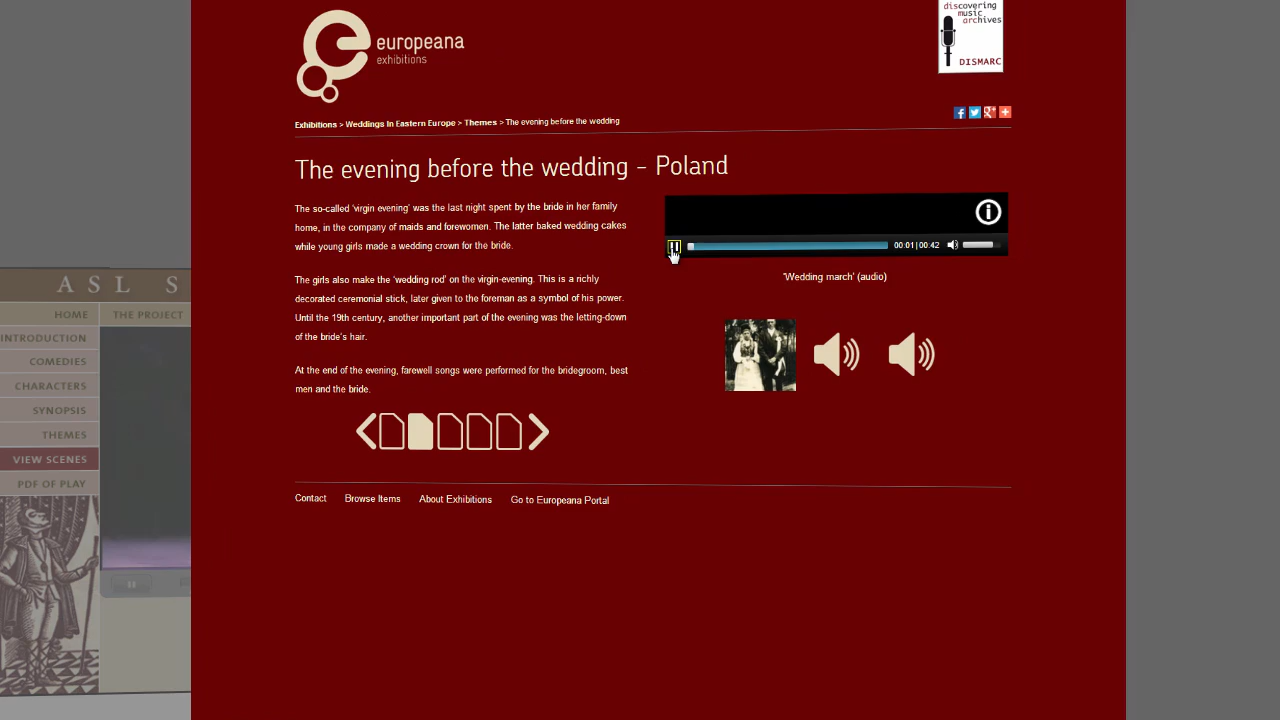 discovering
music
archives
DISMARC
europeana
exhibitions
Exhibitions > Weddings In Eastern Europe > Themes > The evening before the wedding
The evening before the wedding - Poland
The so-called 'virgin evening' was the last night spent by the bride in her family
home, in the company of maids and forewomen. The latter baked wedding cakes
while young girls made a wedding crown for the bride.
The girls also make the 'wedding rod' on the virgin-evening. This is a richly
decorated ceremonial stick, later given to the foreman as a symbol of his power.
Until the 19th century, another important part of the evening was the letting-down
of the bride's hair.
At the end of the evening, farewell songs were performed for the bridegroom, best
men and the bride.
00:01|00:42
'Wedding march' (audio)
Contact Browse Items About Exhibitions Go to Europeana Portal
ASL S
HOME THE PROJECT
INTRODUCTION
COMEDIES
CHARACTERS
SYNOPSIS
THEMES
VIEW SCENES
PDF OF PLAY